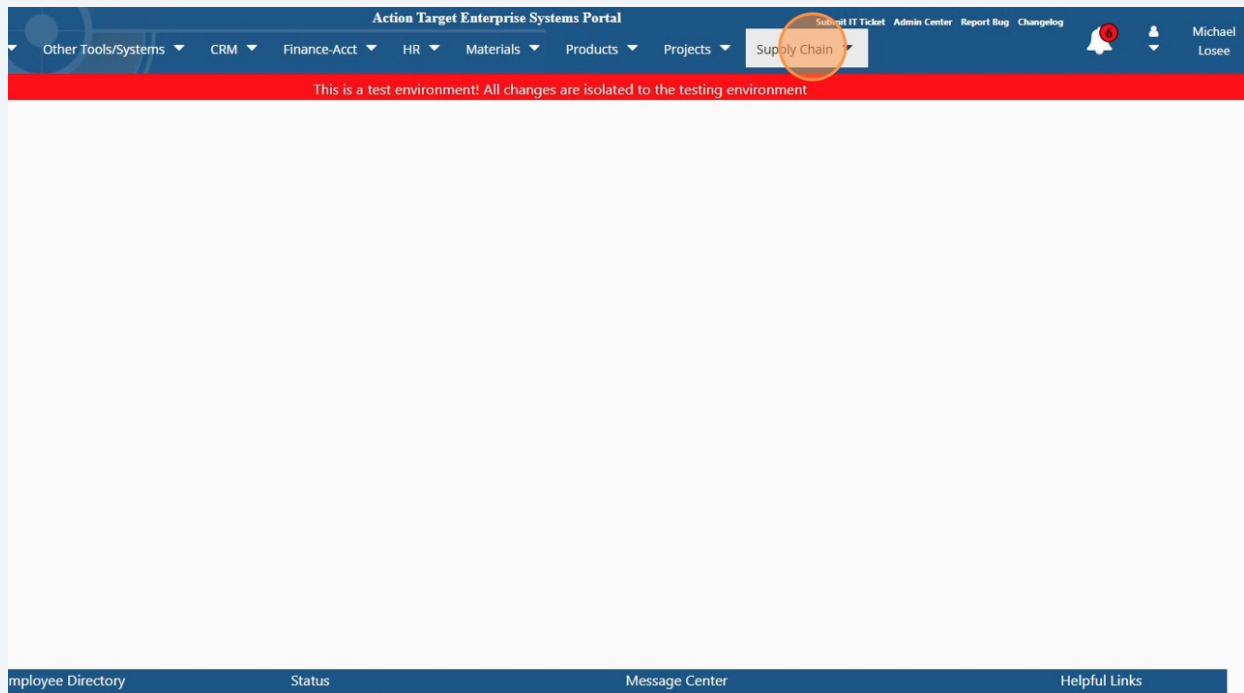 Action Target Enterprise Systems Portal
Submit IT Ticket Admin Center Report Bug Changelog
6
Michael
Losee
Other Tools/Systems CRM Finance-Acct HR Materials Products Projects Supply Chain
This is a test environment! All changes are isolated to the testing environment
mployee Directory Status Message Center Helpful Links